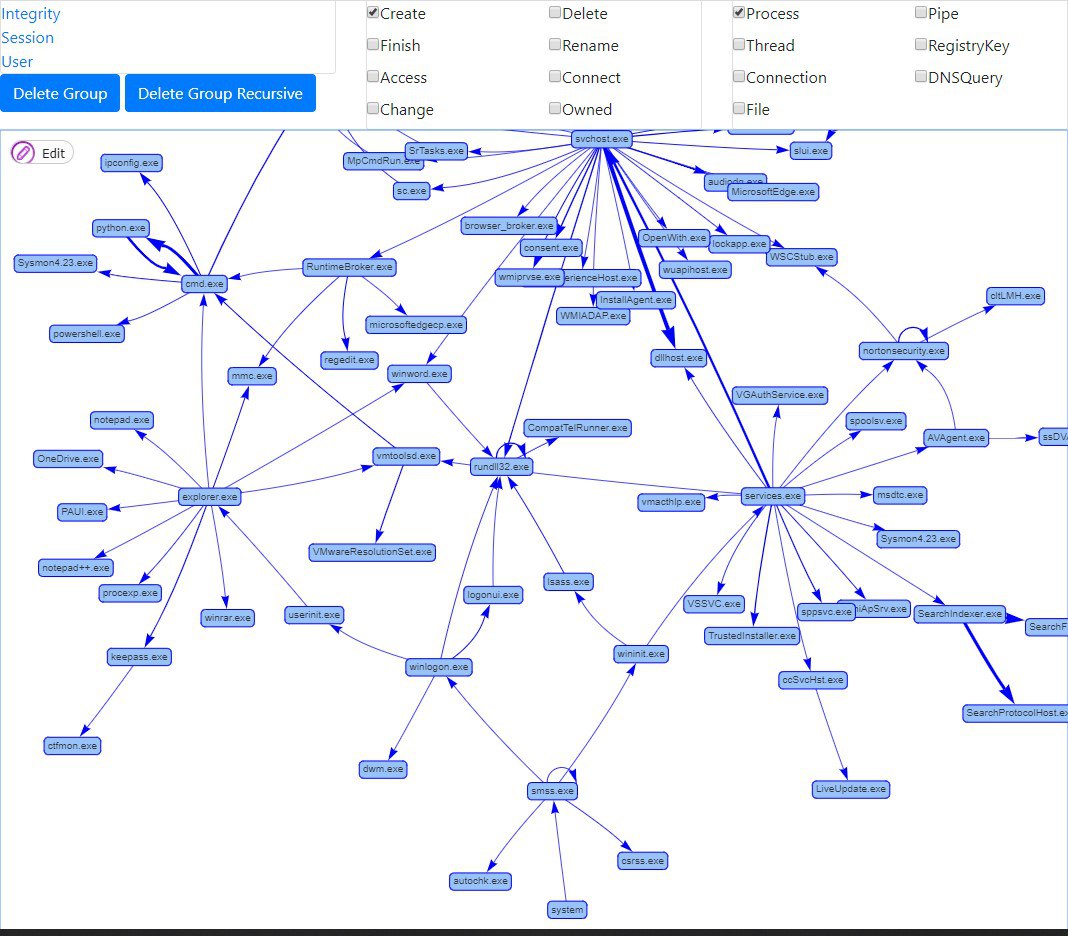 Integrity
Session
User
Delete Group
Delete Group Recursive
Create
Delete
Finish
Rename
Access
Connect
Change
Owned
Process
Pipe
Thread
RegistryKey
Connection
DNSQuery
File
Edit
svchost.exe
SrTasks.exe
slui.exe
MpCmdRun.exe
ipconfig.exe
sc.exe
MicrosoftEdge.exe
python.exe
browser_broker.exe
OpenWith.exe
lockapp.exe
consent.exe
WSCStub.exe
Sysmon4.23.exe
RuntimeBroker.exe
wuapihost.exe
wmiprvse.exe
erienceHost.exe
cmd.exe
InstallAgent.exe
cltLMH.exe
WMIADAP.exe
microsoftedgecp.exe
powershell.exe
nortonsecurity.exe
regedit.exe
dllhost.exe
mmc.exe
winword.exe
VGAuthService.exe
notepad.exe
spoolsv.exe
CompatTelRunner.exe
AVAgent.exe
ssDV
OneDrive.exe
vmtoolsd.exe
rundll32.exe
explorer.exe
services.exe
msdtc.exe
vmacthlp.exe
PAUI.exe
Sysmon4.23.exe
VMwareResolutionSet.exe
notepad++.exe
lsass.exe
procexp.exe
logonui.exe
VSSVC.exe
sppsvc.exe
iApSrv.exe
SearchIndexer.exe
winrar.exe
userinit.exe
SearchF
TrustedInstaller.exe
keepass.exe
wininit.exe
winlogon.exe
ccSvcHst.exe
SearchProtocolHost.ex
ctfmon.exe
dwm.exe
smss.exe
LiveUpdate.exe
csrss.exe
autochk.exe
system